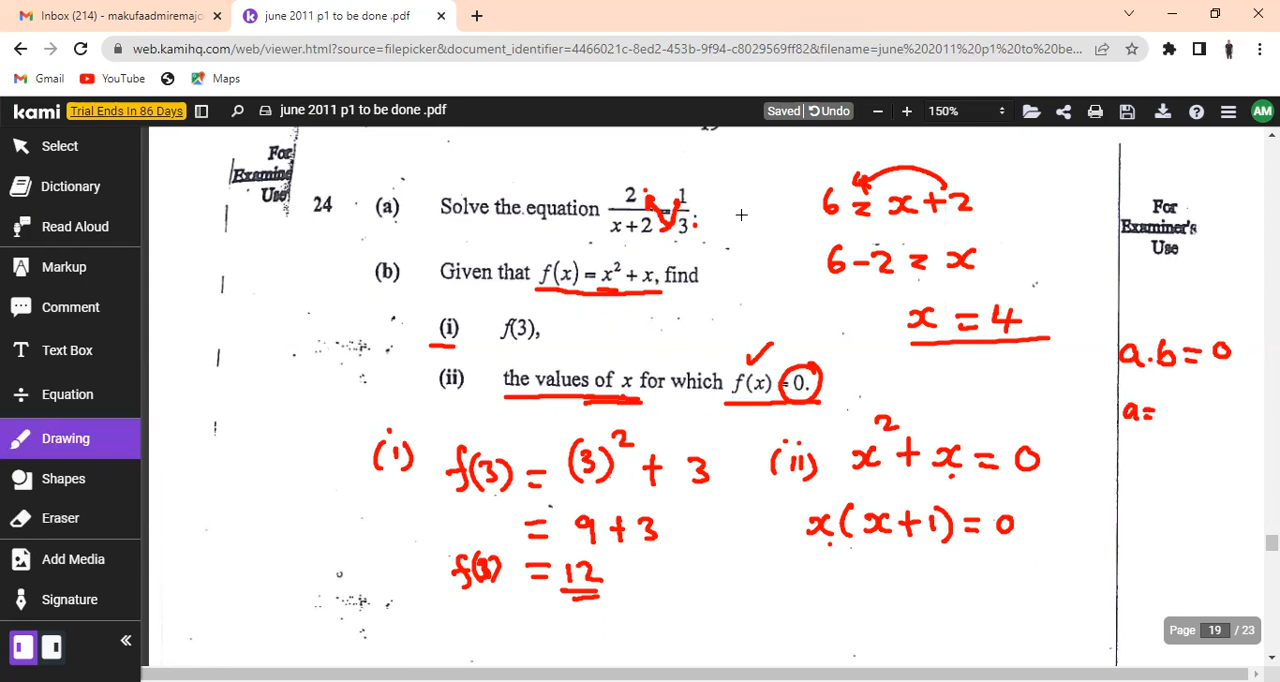 Inbox (214) - makufaadmiremajo
june 2011 p1 to be done .pdf
web.kamihq.com/web/viewer.html?source=filepicker&document_identifier=4466021c-8ed2-453b-9f94-c8029569ff82&filename=june%202011%20p1%20to%20be...
Gmail
YouTube
Maps
kami
Trial Ends In 86 Days
june 2011 p1 to be done .pdf
Saved
Undo
150%
AM
Select
Dictionary
Read Aloud
Markup
Comment
Text Box
Equation
Drawing
Shapes
Eraser
Add Media
Signature
For
Examine
Use
24 (a) Solve the equation 2/(x+2) = 1/3;
(b) Given that f(x) = x² + x, find
(i) f(3),
(ii) the values of x for which f(x) = 0.
6 = x + 2
6 - 2 = x
x = 4
For
Examiner's
Use
a.b = 0
a =
(i) f(3) = (3)² + 3
= 9 + 3
f(3) = 12
(ii) x² + x = 0
x(x + 1) = 0
Page 19 / 23